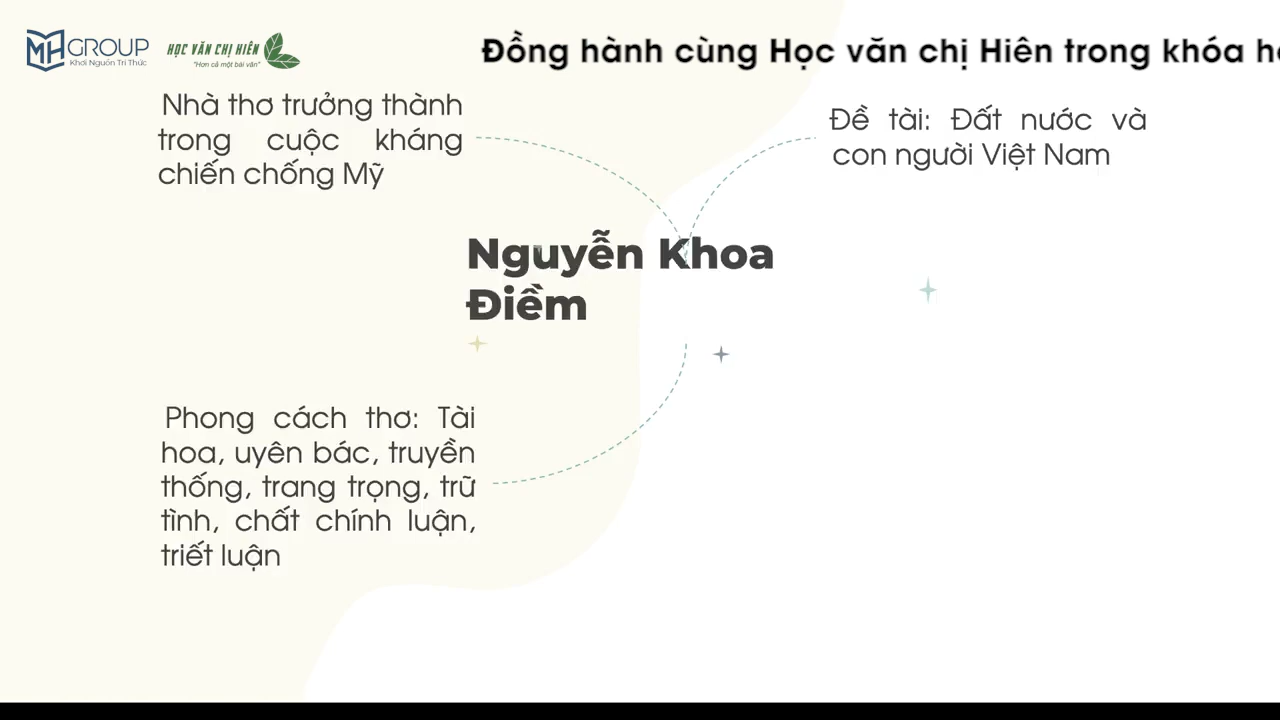 MH GROUP
Khơi Nguồn Tri Thức
HỌC VĂN CHỊ HIÊN
"Hơn cả một bài văn"
Đồng hành cùng Học văn chị Hiên trong khóa
Nhà thơ trưởng thành
trong cuộc kháng
chiến chống Mỹ
Đề tài: Đất nước và
con người Việt Nam
Nguyễn Khoa
Điềm
Phong cách thơ: Tài
hoa, uyên bác, truyền
thống, trang trọng, trữ
tình, chất chính luận,
triết luận